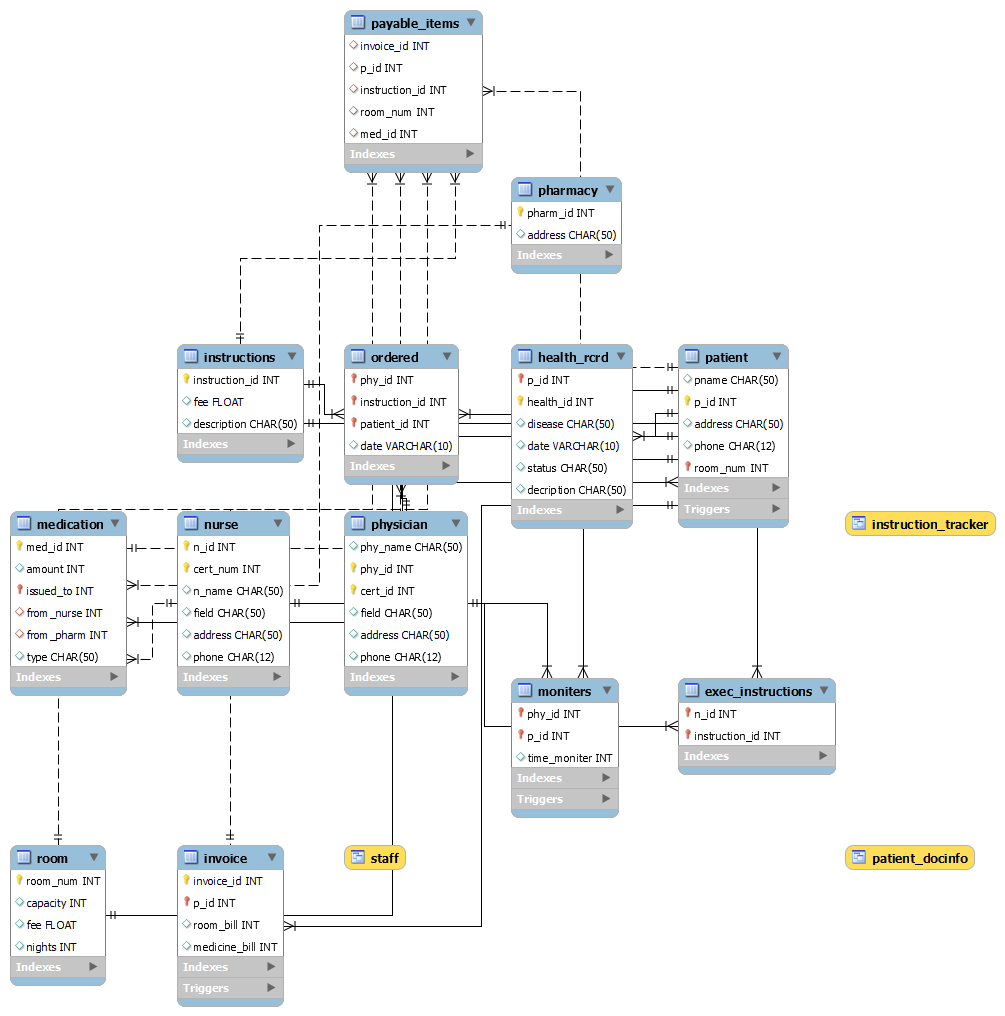 payable_items
invoice_id INT
p_id INT
instruction_id INT
room_num INT
med_id INT
Indexes
pharmacy
pharm_id INT
address CHAR(50)
Indexes
instructions
instruction_id INT
fee FLOAT
description CHAR(50)
Indexes
ordered
phy_id INT
instruction_id INT
patient_id INT
date VARCHAR(10)
Indexes
health_rcrd
p_id INT
health_id INT
disease CHAR(50)
date VARCHAR(10)
status CHAR(50)
decription CHAR(50)
Indexes
patient
pname CHAR(50)
p_id INT
address CHAR(50)
phone CHAR(12)
room_num INT
Indexes
Triggers
medication
med_id INT
amount INT
issued_to INT
from_nurse INT
from_pharm INT
type CHAR(50)
Indexes
nurse
n_id INT
cert_num INT
n_name CHAR(50)
field CHAR(50)
address CHAR(50)
phone CHAR(12)
Indexes
physician
phy_name CHAR(50)
phy_id INT
cert_id INT
field CHAR(50)
address CHAR(50)
phone CHAR(12)
Indexes
instruction_tracker
moniters
phy_id INT
p_id INT
time_moniter INT
Indexes
Triggers
exec_instructions
n_id INT
instruction_id INT
Indexes
room
room_num INT
capacity INT
fee FLOAT
nights INT
Indexes
invoice
invoice_id INT
p_id INT
room_bill INT
medicine_bill INT
Indexes
Triggers
staff
patient_docinfo